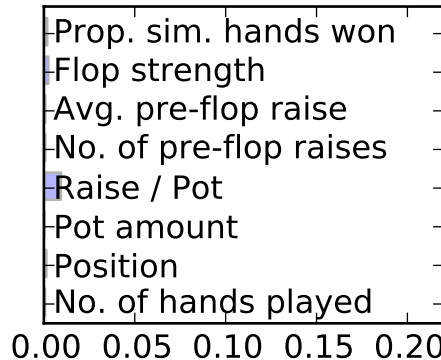 Prop. sim. hands won
Flop strength
Avg. pre-flop raise
No. of pre-flop raises
Raise / Pot
Pot amount
Position
No. of hands played
0.00 0.05 0.10 0.15 0.20